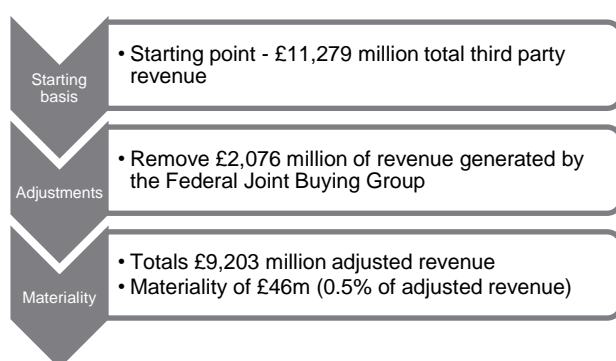 Starting
basis
• Starting point - £11,279 million total third party
revenue
Adjustments
• Remove £2,076 million of revenue generated by
the Federal Joint Buying Group
Materiality
• Totals £9,203 million adjusted revenue
• Materiality of £46m (0.5% of adjusted revenue)